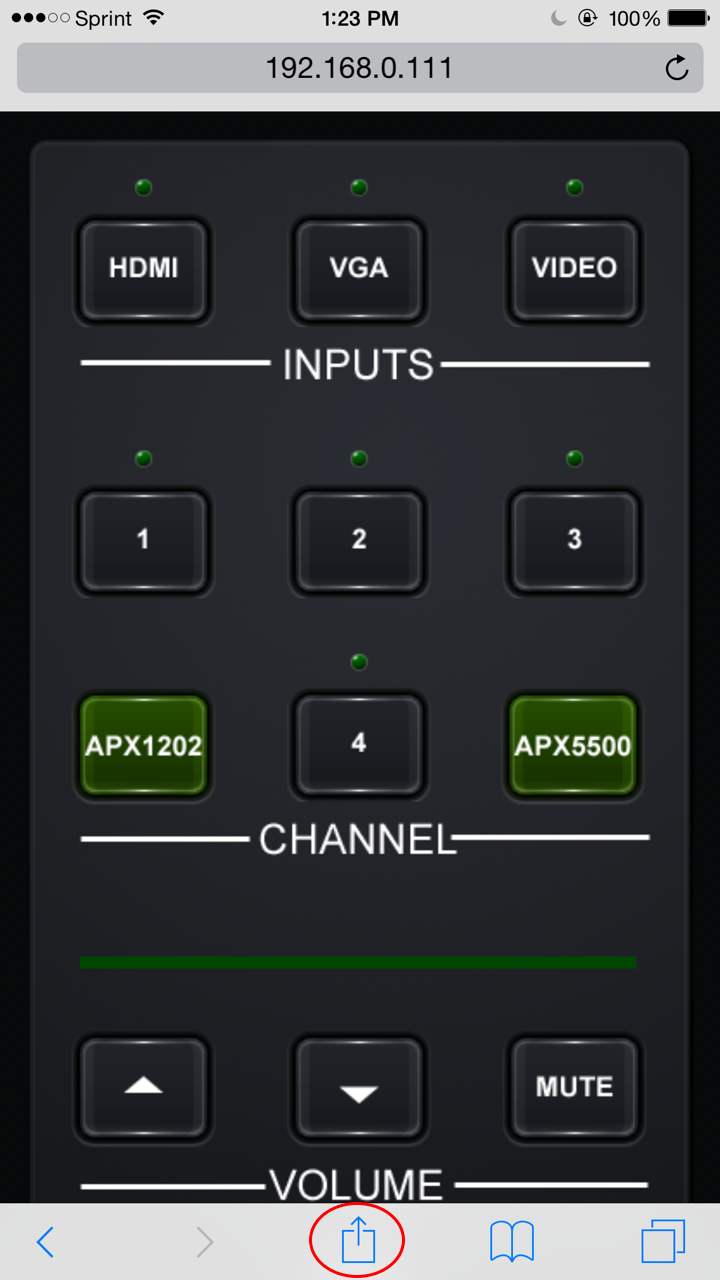 Sprint 1:23 PM 100%
192.168.0.111
HDMI VGA VIDEO
INPUTS
1 2 3
APX1202 4 APX5500
CHANNEL
MUTE
VOLUME